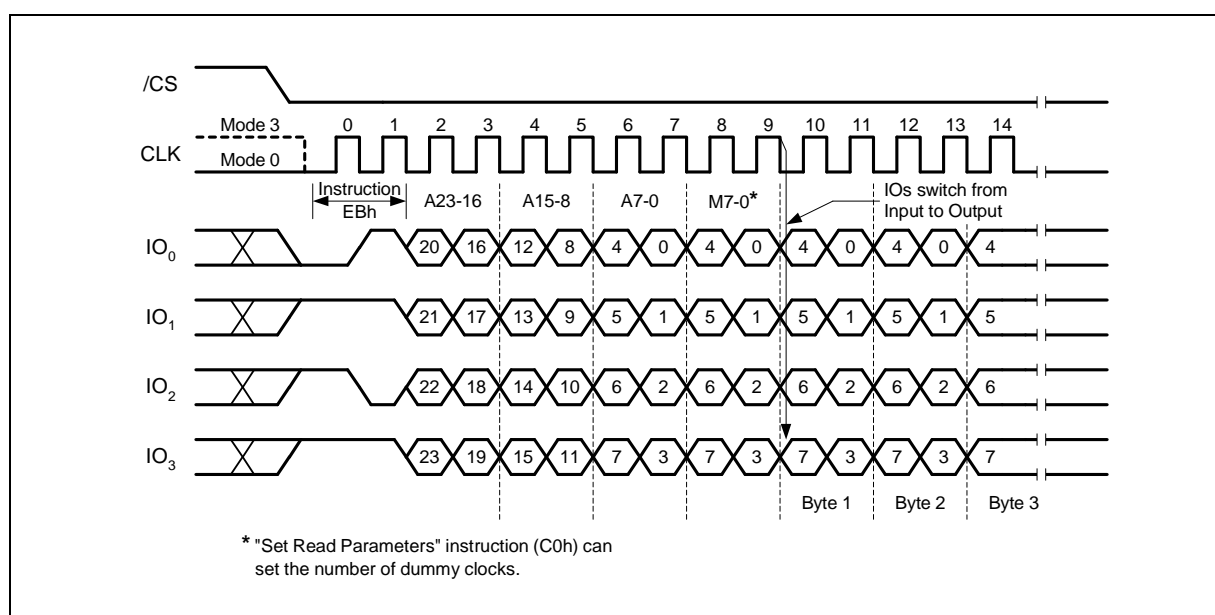 /CS
Mode 3 0 1 2 3 4 5 6 7 8 9 10 11 12 13 14
CLK
Mode 0
Instruction
EBh
A23-16 A15-8 A7-0 M7-0*
IOs switch from
Input to Output
IO0 20 16 12 8 4 0 4 0 4 0 4 0 4
IO1 21 17 13 9 5 1 5 1 5 1 5 1 5
IO2 22 18 14 10 6 2 6 2 6 2 6 2 6
IO3 23 19 15 11 7 3 7 3 7 3 7 3 7
Byte 1 Byte 2 Byte 3
* "Set Read Parameters" instruction (C0h) can
set the number of dummy clocks.